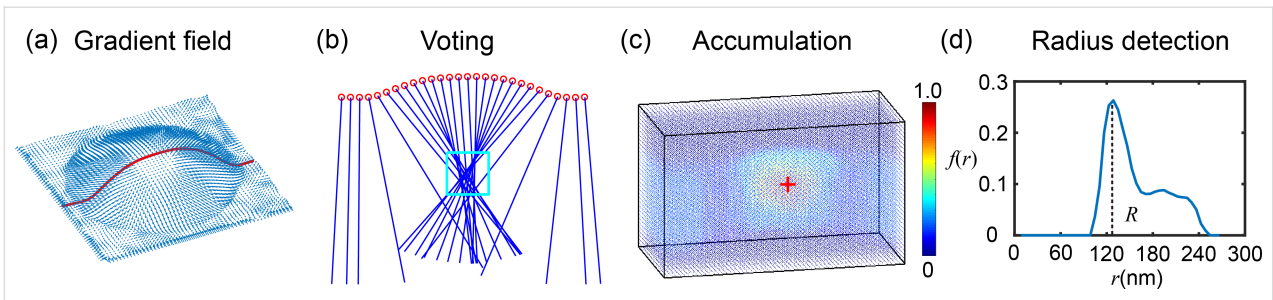 (a) Gradient field
(b) Voting
(c) Accumulation
(d) Radius detection
1.0
0
f(r)
0.3
0.2
0.1
0
R
0 60 120 180 240 300
r(nm)